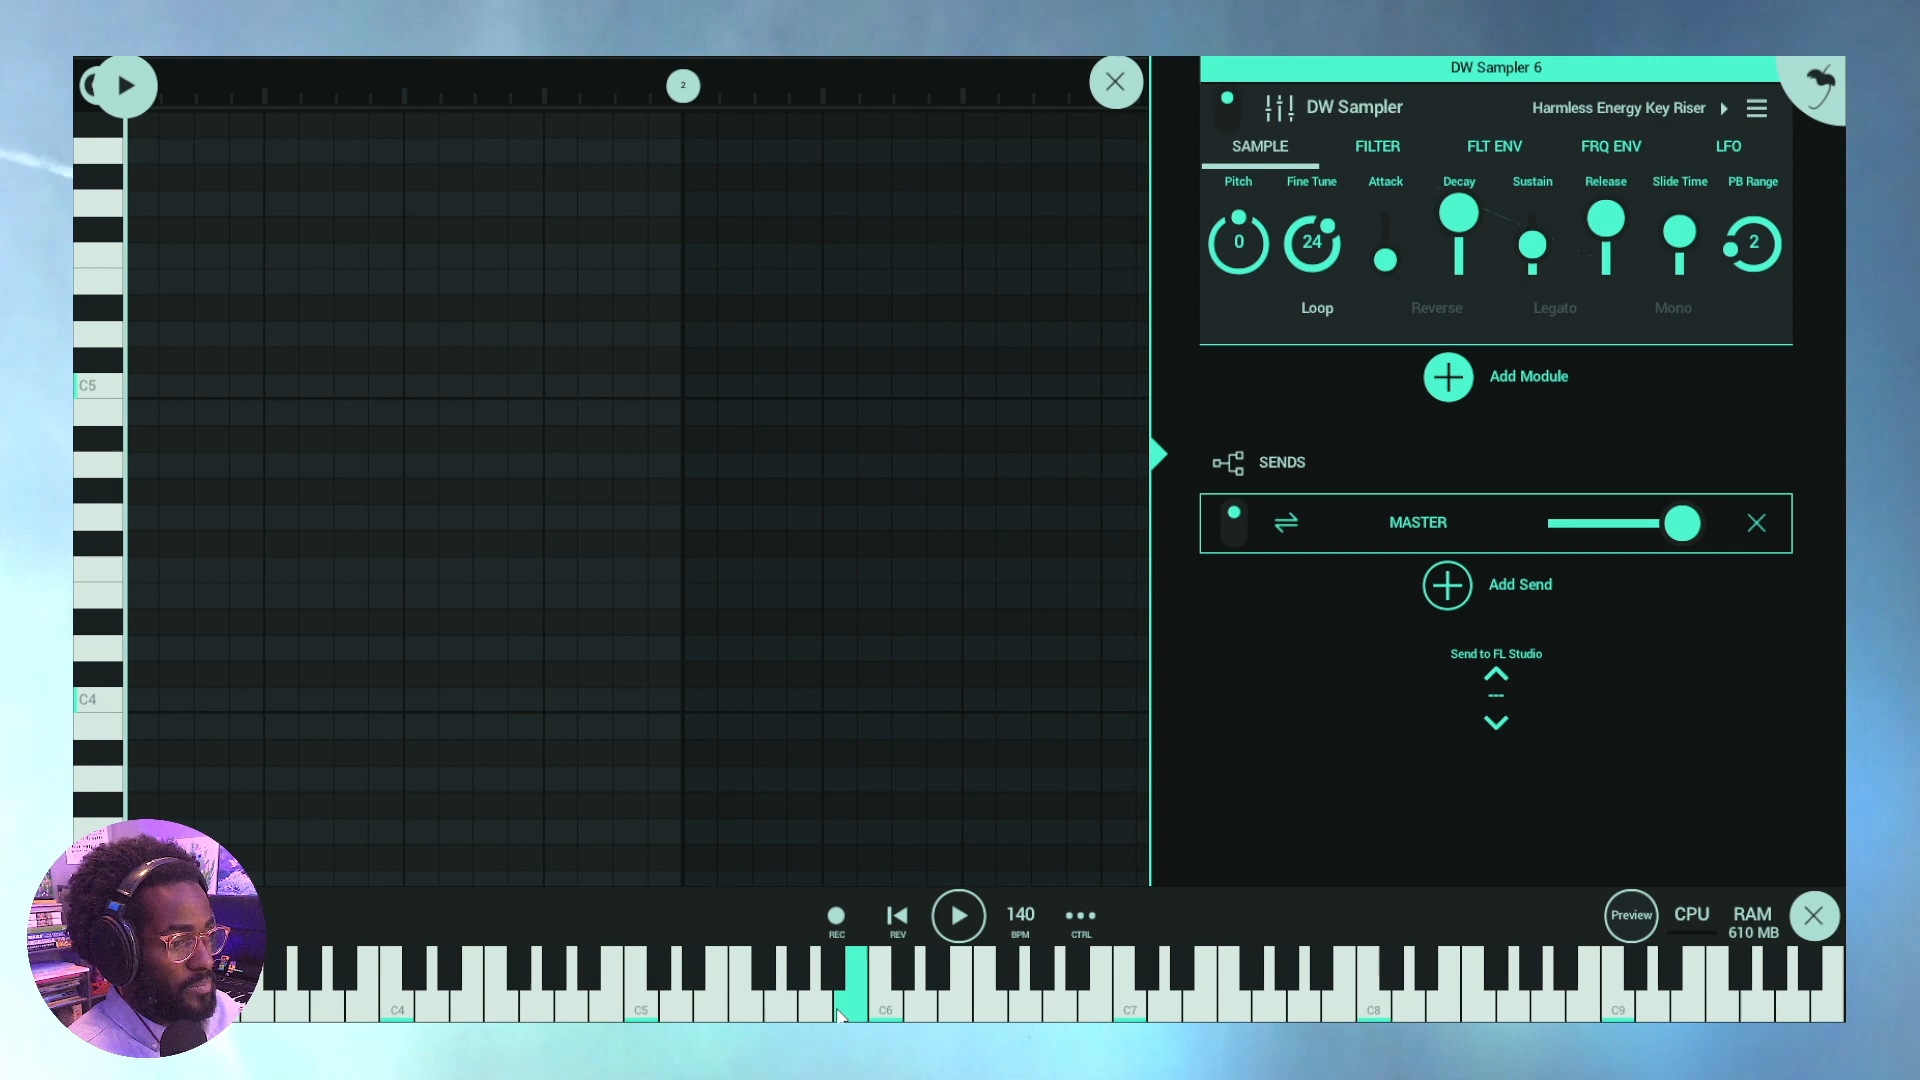 2
DW Sampler 6
DW Sampler
Harmless Energy Key Riser
SAMPLE FILTER FLT ENV FRQ ENV LFO
Pitch Fine Tune Attack Decay Sustain Release Slide Time PB Range
0 24 2
Loop Reverse Legato Mono
Add Module
C5
SENDS
MASTER
Add Send
Send to FL Studio
---
C4
140
REC REV BPM CTRL
Preview CPU RAM
610 MB
C4 C5 C6 C7 C8 C9